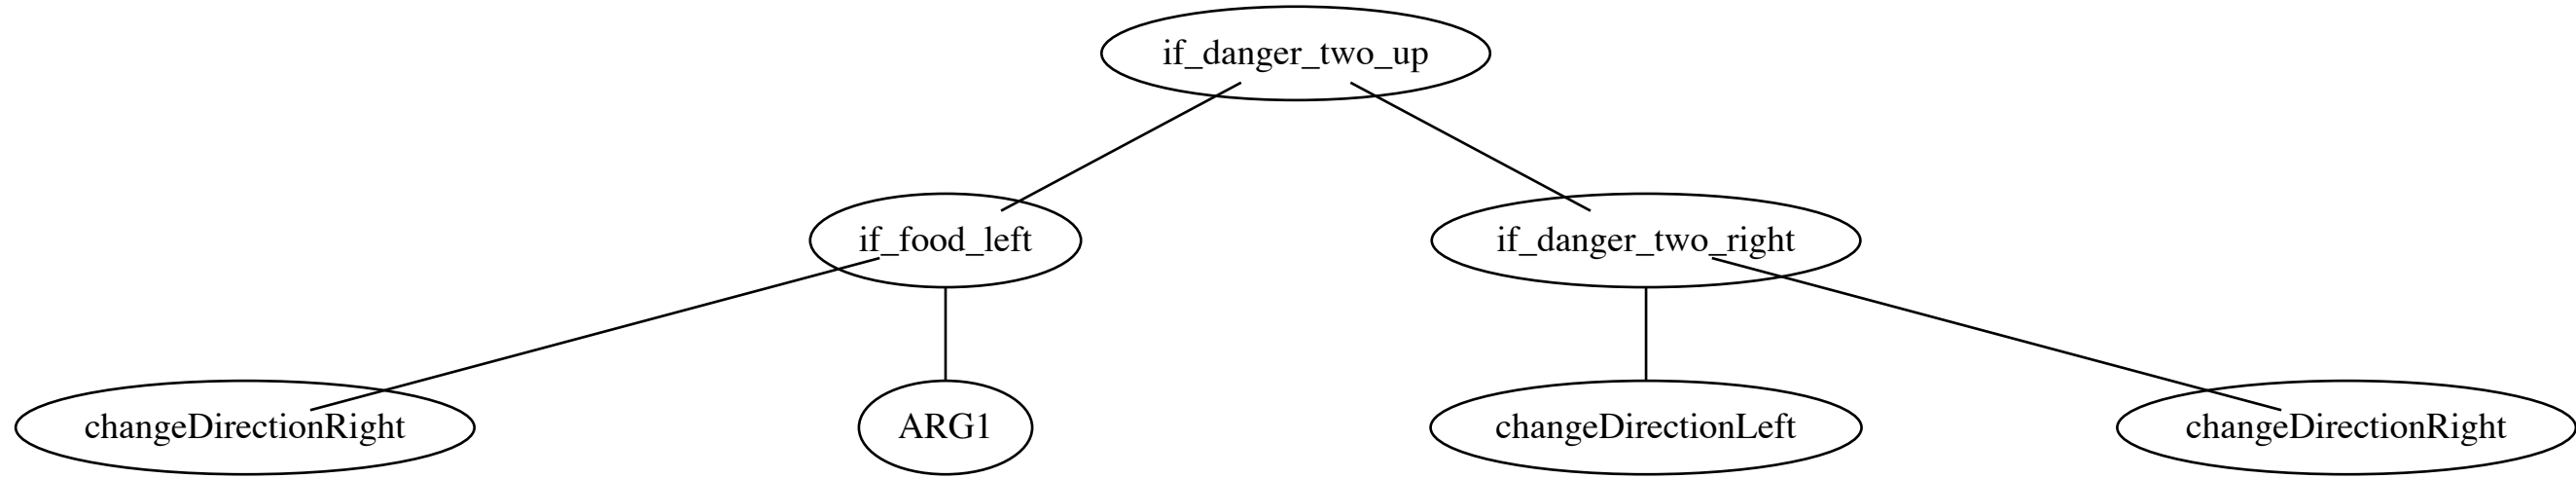 if_danger_two_up
if_food_left
if_danger_two_right
changeDirectionRight
ARG1
changeDirectionLeft
changeDirectionRight